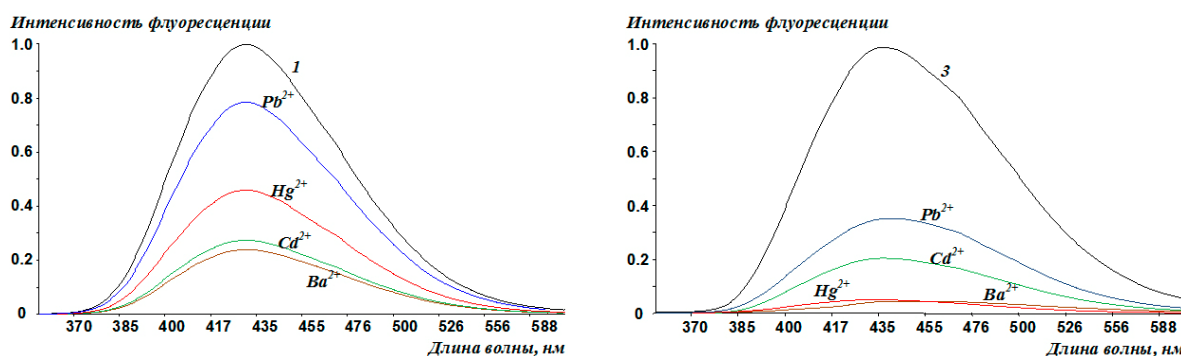 Интенсивность флуоресценции
1.0
0.8
0.6
0.4
0.2
0
1
Pb2+
Hg2+
Cd2+
Ba2+
370 385 400 417 435 455 476 500 526 556 588
Длина волны, нм
Интенсивность флуоресценции
1.0
0.8
0.6
0.4
0.2
0
3
Pb2+
Cd2+
Hg2+
Ba2+
370 385 400 417 435 455 476 500 526 556 588
Длина волны, нм